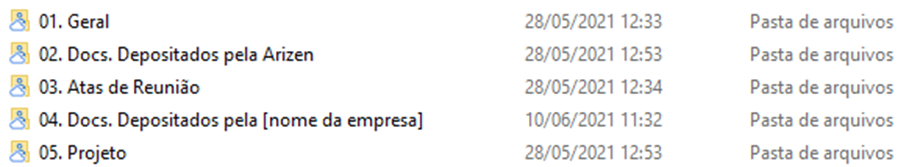 01. Geral 28/05/2021 12:33 Pasta de arquivos
02. Docs. Depositados pela Arizen 28/05/2021 12:53 Pasta de arquivos
03. Atas de Reunião 28/05/2021 12:34 Pasta de arquivos
04. Docs. Depositados pela [nome da empresa] 10/06/2021 11:32 Pasta de arquivos
05. Projeto 28/05/2021 12:53 Pasta de arquivos